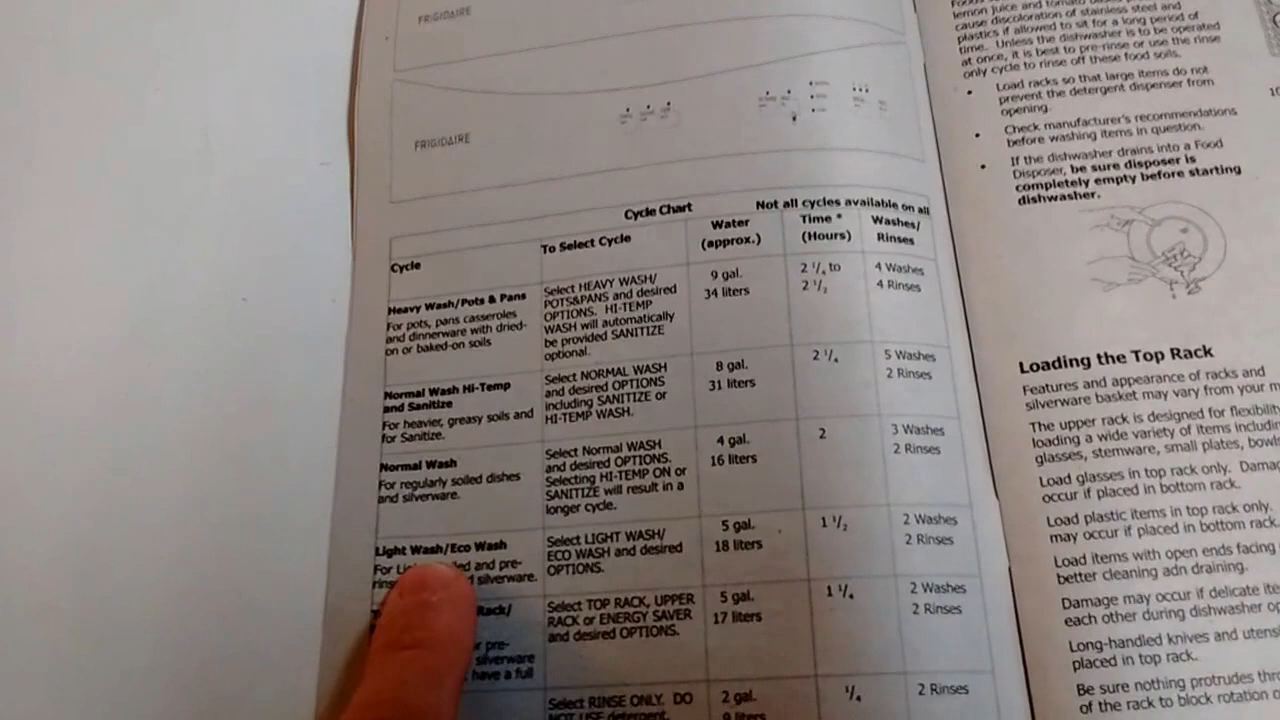 FRIGIDAIRE
FRIGIDAIRE
Cycle Chart
Not all cycles available on all
Cycle
To Select Cycle
Water
(approx.)
Time *
(Hours)
Washes/
Rinses
Heavy Wash/Pots & Pans
For pots, pans casseroles
and dinnerware with dried-
on or baked-on soils
Select HEAVY WASH/
POTS&PANS and desired
OPTIONS. HI-TEMP
WASH will automatically
be provided SANITIZE
optional.
9 gal.
34 liters
2 1/4 to
2 1/2
4 Washes
4 Rinses
Normal Wash Hi-Temp
and Sanitize
For heavier, greasy soils and
for Sanitize.
Select NORMAL WASH
and desired OPTIONS
including SANITIZE or
HI-TEMP WASH.
8 gal.
31 liters
2 1/4
5 Washes
2 Rinses
Normal Wash
For regularly soiled dishes
and silverware.
Select Normal WASH
and desired OPTIONS.
Selecting HI-TEMP ON or
SANITIZE will result in a
longer cycle.
4 gal.
16 liters
2
3 Washes
2 Rinses
Light Wash/Eco Wash
For and pre-
silverware.
Select LIGHT WASH/
ECO WASH and desired
OPTIONS.
5 gal.
18 liters
1 1/2
2 Washes
2 Rinses
Rack/
pre-
silverware
have a full
Select TOP RACK, UPPER
RACK or ENERGY SAVER
and desired OPTIONS.
5 gal.
17 liters
1 1/4
2 Washes
2 Rinses
Select RINSE ONLY. DO
NOT USE detergent.
2 gal.
9 liters
1/4
2 Rinses
lemon juice and tomato
cause discoloration of stainless steel and
plastics if allowed to sit for a long period of
time. Unless the dishwasher is to be operated
at once, it is best to pre-rinse or use the rinse
only cycle to rinse off these food soils.
• Load racks so that large items do not
prevent the detergent dispenser from
opening.
• Check manufacturer's recommendations
before washing items in question.
• If the dishwasher drains into a Food
Disposer, be sure disposer is
completely empty before starting
dishwasher.
10
Loading the Top Rack
Features and appearance of racks and
silverware basket may vary from your m
The upper rack is designed for flexibility
loading a wide variety of items includin
glasses, stemware, small plates, bowl
Load glasses in top rack only. Damag
occur if placed in bottom rack.
Load plastic items in top rack only.
may occur if placed in bottom rack.
Load items with open ends facing
better cleaning adn draining.
Damage may occur if delicate ite
each other during dishwasher op
Long-handled knives and utensi
placed in top rack.
Be sure nothing protrudes thr
of the rack to block rotation o